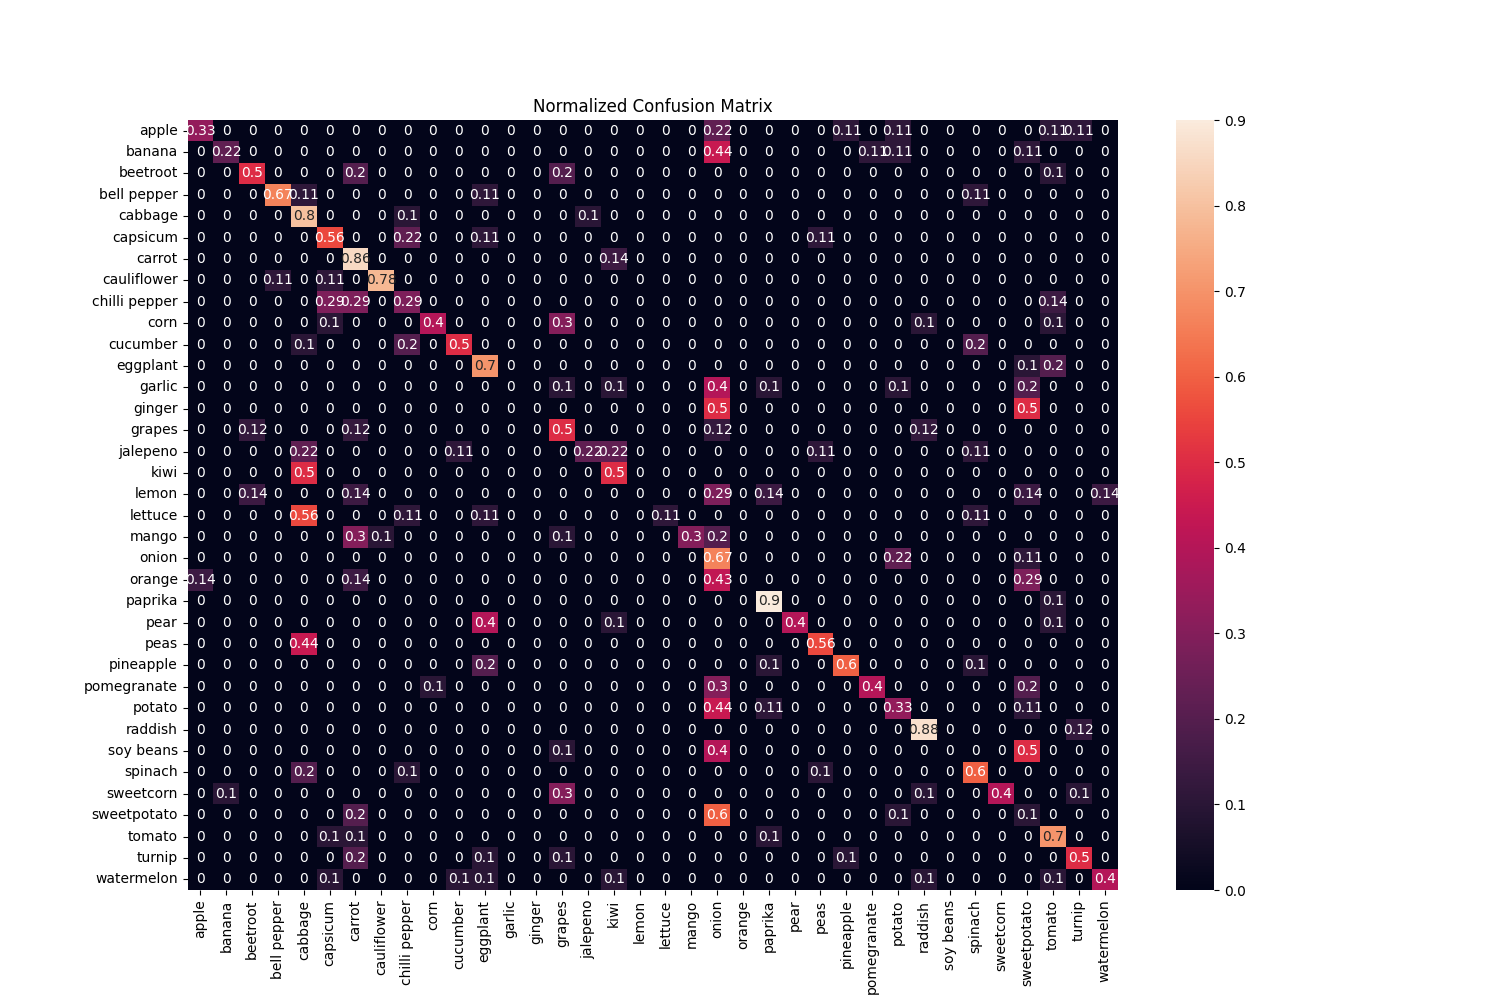 Normalized Confusion Matrix
apple 0.33 0 0 0 0 0 0 0 0 0 0 0 0 0 0 0 0 0 0 0 0.22 0 0 0 0 0.11 0 0.11 0 0 0 0 0 0.11 0.11 0
banana 0 0.22 0 0 0 0 0 0 0 0 0 0 0 0 0 0 0 0 0 0 0.44 0 0 0 0 0 0.11 0.11 0 0 0 0 0.11 0 0 0
beetroot 0 0 0.5 0 0 0 0.2 0 0 0 0 0 0 0 0.2 0 0 0 0 0 0 0 0 0 0 0 0 0 0 0 0 0 0 0.1 0 0
bell pepper 0 0 0 0.67 0.11 0 0 0 0 0 0 0.11 0 0 0 0 0 0 0 0 0 0 0 0 0 0 0 0 0 0 0.11 0 0 0 0 0
cabbage 0 0 0 0 0.8 0 0 0 0.1 0 0 0 0 0 0 0.1 0 0 0 0 0 0 0 0 0 0 0 0 0 0 0 0 0 0 0 0
capsicum 0 0 0 0 0 0.56 0 0 0.22 0 0 0.11 0 0 0 0 0 0 0 0 0 0 0 0 0.11 0 0 0 0 0 0 0 0 0 0 0
carrot 0 0 0 0 0 0 0.86 0 0 0 0 0 0 0 0 0 0.14 0 0 0 0 0 0 0 0 0 0 0 0 0 0 0 0 0 0 0
cauliflower 0 0 0 0.11 0 0.11 0 0.78 0 0 0 0 0 0 0 0 0 0 0 0 0 0 0 0 0 0 0 0 0 0 0 0 0 0 0 0
chilli pepper 0 0 0 0 0 0.29 0.29 0 0.29 0 0 0 0 0 0 0 0 0 0 0 0 0 0 0 0 0 0 0 0 0 0 0 0 0.14 0 0
corn 0 0 0 0 0 0.1 0 0 0 0.4 0 0 0 0 0.3 0 0 0 0 0 0 0 0 0 0 0 0 0 0.1 0 0 0 0 0.1 0 0
cucumber 0 0 0 0 0.1 0 0 0 0.2 0 0.5 0 0 0 0 0 0 0 0 0 0 0 0 0 0 0 0 0 0 0 0.2 0 0 0 0 0
eggplant 0 0 0 0 0 0 0 0 0 0 0 0.7 0 0 0 0 0 0 0 0 0 0 0 0 0 0 0 0 0 0 0 0 0.1 0.2 0 0
garlic 0 0 0 0 0 0 0 0 0 0 0 0 0 0 0.1 0 0.1 0 0 0 0.4 0 0.1 0 0 0 0 0.1 0 0 0 0 0.2 0 0 0
ginger 0 0 0 0 0 0 0 0 0 0 0 0 0 0 0 0 0 0 0 0 0.5 0 0 0 0 0 0 0 0 0 0 0 0.5 0 0 0
grapes 0 0 0.12 0 0 0 0.12 0 0 0 0 0 0 0 0.5 0 0 0 0 0 0.12 0 0 0 0 0 0 0 0.12 0 0 0 0 0 0 0
jalepeno 0 0 0 0 0.22 0 0 0 0 0 0.11 0 0 0 0 0.22 0.22 0 0 0 0 0 0 0 0.11 0 0 0 0 0 0.11 0 0 0 0 0
kiwi 0 0 0 0 0.5 0 0 0 0 0 0 0 0 0 0 0 0.5 0 0 0 0 0 0 0 0 0 0 0 0 0 0 0 0 0 0 0
lemon 0 0 0.14 0 0 0 0.14 0 0 0 0 0 0 0 0 0 0 0 0 0 0.29 0 0.14 0 0 0 0 0 0 0 0 0 0.14 0 0 0.14
lettuce 0 0 0 0 0.56 0 0 0 0.11 0 0 0.11 0 0 0 0 0 0 0.11 0 0 0 0 0 0 0 0 0 0 0 0.11 0 0 0 0 0
mango 0 0 0 0 0 0 0.3 0.1 0 0 0 0 0 0 0.1 0 0 0 0 0.3 0.2 0 0 0 0 0 0 0 0 0 0 0 0 0 0 0
onion 0 0 0 0 0 0 0 0 0 0 0 0 0 0 0 0 0 0 0 0 0.67 0 0 0 0 0 0 0.22 0 0 0 0 0.11 0 0 0
orange 0.14 0 0 0 0 0 0.14 0 0 0 0 0 0 0 0 0 0 0 0 0 0.43 0 0 0 0 0 0 0 0 0 0 0 0.29 0 0 0
paprika 0 0 0 0 0 0 0 0 0 0 0 0 0 0 0 0 0 0 0 0 0 0 0.9 0 0 0 0 0 0 0 0 0 0 0.1 0 0
pear 0 0 0 0 0 0 0 0 0 0 0 0.4 0 0 0 0 0.1 0 0 0 0 0 0 0.4 0 0 0 0 0 0 0 0 0 0.1 0 0
peas 0 0 0 0 0.44 0 0 0 0 0 0 0 0 0 0 0 0 0 0 0 0 0 0 0 0.56 0 0 0 0 0 0 0 0 0 0 0
pineapple 0 0 0 0 0 0 0 0 0 0 0 0.2 0 0 0 0 0 0 0 0 0 0 0.1 0 0 0.6 0 0 0 0 0.1 0 0 0 0 0
pomegranate 0 0 0 0 0 0 0 0 0 0.1 0 0 0 0 0 0 0 0 0 0 0.3 0 0 0 0 0 0.4 0 0 0 0 0 0.2 0 0 0
potato 0 0 0 0 0 0 0 0 0 0 0 0 0 0 0 0 0 0 0 0 0.44 0 0.11 0 0 0 0 0.33 0 0 0 0 0.11 0 0 0
raddish 0 0 0 0 0 0 0 0 0 0 0 0 0 0 0 0 0 0 0 0 0 0 0 0 0 0 0 0 0.88 0 0 0 0 0 0.12 0
soy beans 0 0 0 0 0 0 0 0 0 0 0 0 0 0 0.1 0 0 0 0 0 0.4 0 0 0 0 0 0 0 0 0 0 0 0.5 0 0 0
spinach 0 0 0 0 0.2 0 0 0 0.1 0 0 0 0 0 0 0 0 0 0 0 0 0 0 0 0.1 0 0 0 0 0 0.6 0 0 0 0 0
sweetcorn 0 0.1 0 0 0 0 0 0 0 0 0 0 0 0 0.3 0 0 0 0 0 0 0 0 0 0 0 0 0 0.1 0 0 0.4 0 0 0.1 0
sweetpotato 0 0 0 0 0 0 0.2 0 0 0 0 0 0 0 0 0 0 0 0 0 0.6 0 0 0 0 0 0 0.1 0 0 0 0 0.1 0 0 0
tomato 0 0 0 0 0 0.1 0.1 0 0 0 0 0 0 0 0 0 0 0 0 0 0 0 0.1 0 0 0 0 0 0 0 0 0 0 0.7 0 0
turnip 0 0 0 0 0 0 0.2 0 0 0 0 0.1 0 0 0.1 0 0 0 0 0 0 0 0 0 0 0.1 0 0 0 0 0 0 0 0 0.5 0
watermelon 0 0 0 0 0 0.1 0 0 0 0 0.1 0.1 0 0 0 0 0.1 0 0 0 0 0 0 0 0 0 0 0 0.1 0 0 0 0 0.1 0 0.4
apple banana beetroot bell pepper cabbage capsicum carrot cauliflower chilli pepper corn cucumber eggplant garlic ginger grapes jalepeno kiwi lemon lettuce mango onion orange paprika pear peas pineapple pomegranate potato raddish soy beans spinach sweetcorn sweetpotato tomato turnip watermelon
0.9
0.8
0.7
0.6
0.5
0.4
0.3
0.2
0.1
0.0